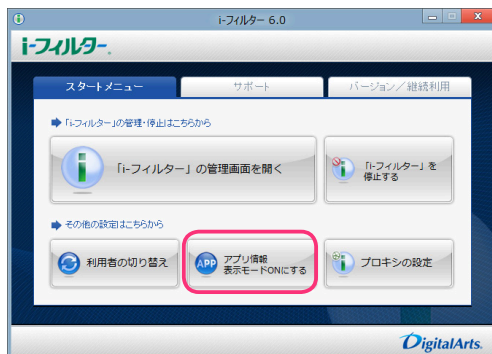 i-フィルター 6.0
i-フィルター.
スタートメニュー
サポート
バージョン／継続利用
「i-フィルター」の管理・停止はこちらから
「i-フィルター」の管理画面を開く
「i-フィルター」を
停止する
その他の設定はこちらから
利用者の切り替え
APP
アプリ情報
表示モードONにする
プロキシの設定
DigitalArts.